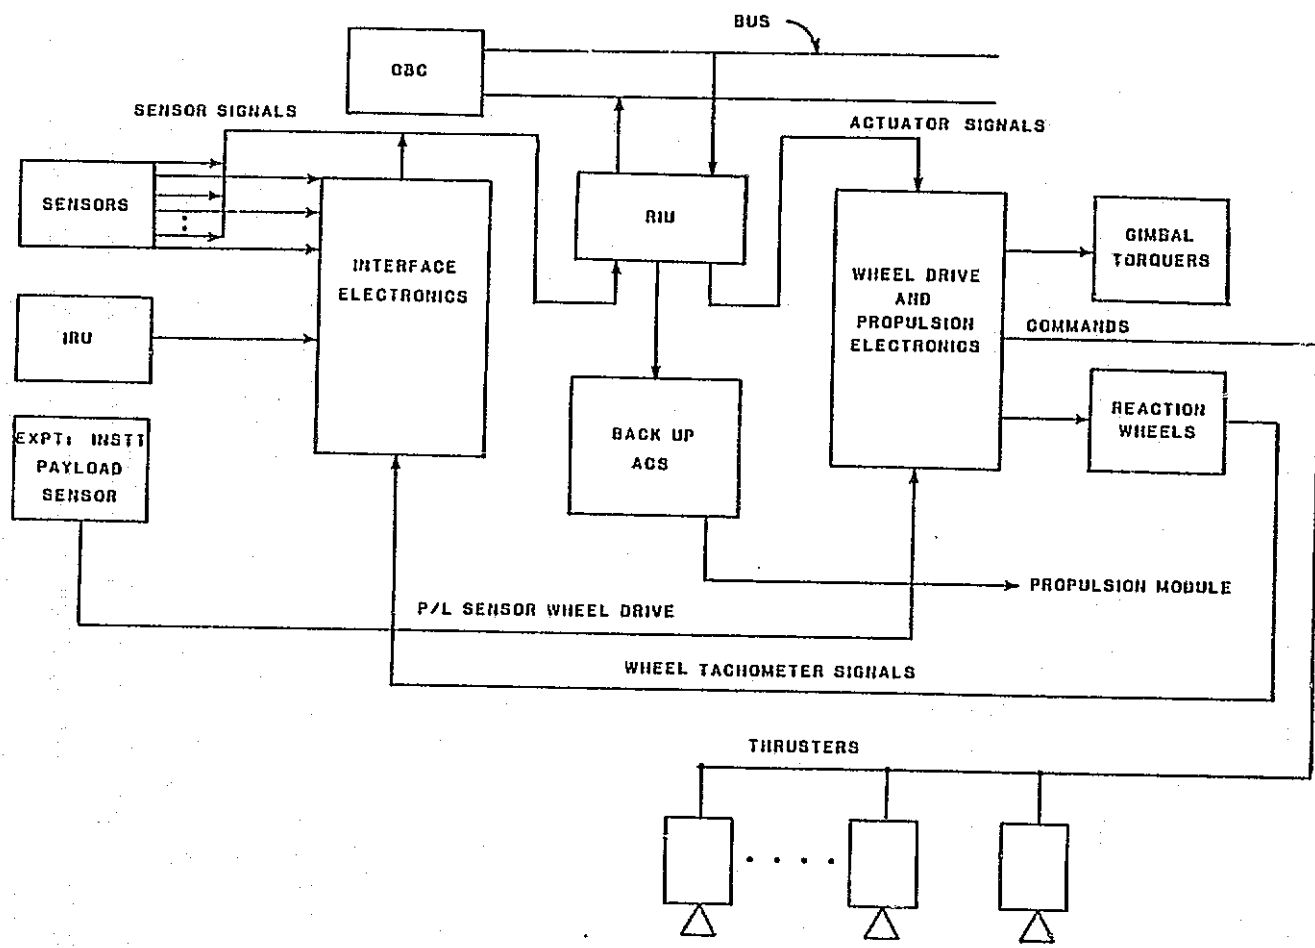 BUS
OBC
SENSOR SIGNALS
ACTUATOR SIGNALS
SENSORS
RIU
GIMBAL
TORQUERS
INTERFACE
ELECTRONICS
WHEEL DRIVE
AND
PROPULSION
ELECTRONICS
COMMANDS
IRU
REACTION
WHEELS
BACK UP
ACS
EXPT: INSTT
PAYLOAD
SENSOR
PROPULSION MODULE
P/L SENSOR WHEEL DRIVE
WHEEL TACHOMETER SIGNALS
THRUSTERS